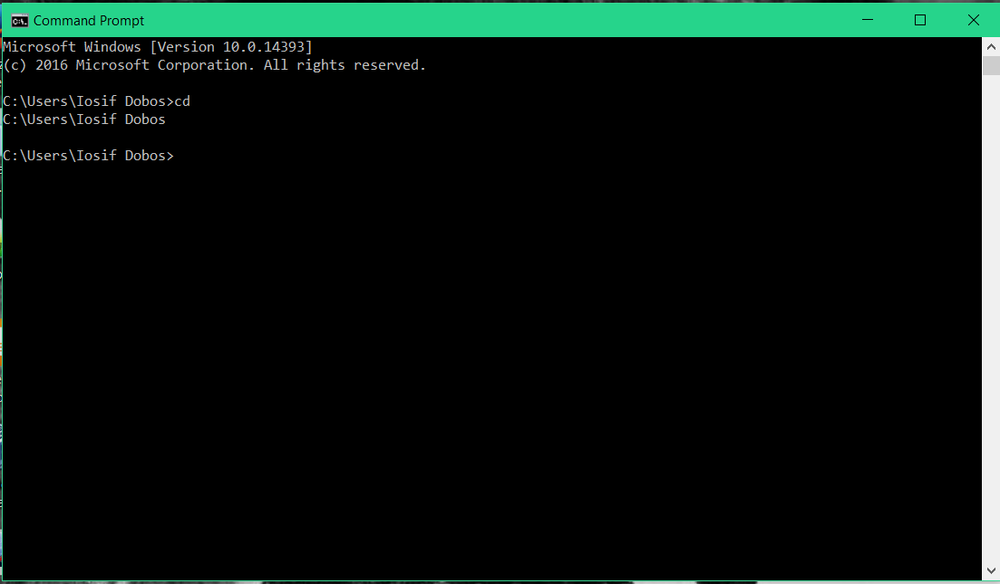 Command Prompt
Microsoft Windows [Version 10.0.14393]
(c) 2016 Microsoft Corporation. All rights reserved.
C:\Users\Iosif Dobos>cd
C:\Users\Iosif Dobos
C:\Users\Iosif Dobos>